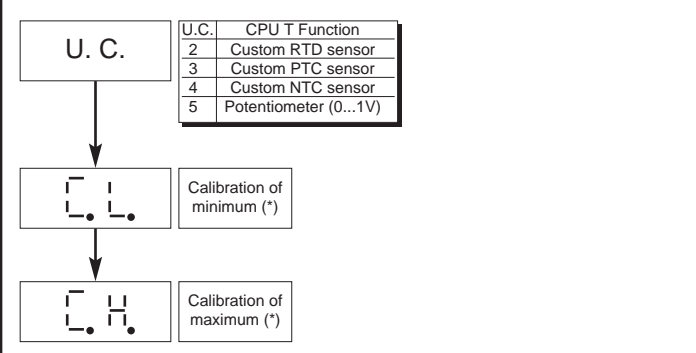 U. C.
U.C. CPU T Function
2 Custom RTD sensor
3 Custom PTC sensor
4 Custom NTC sensor
5 Potentiometer (0...1V)
C. L.
Calibration of
minimum (*)
C. H.
Calibration of
maximum (*)